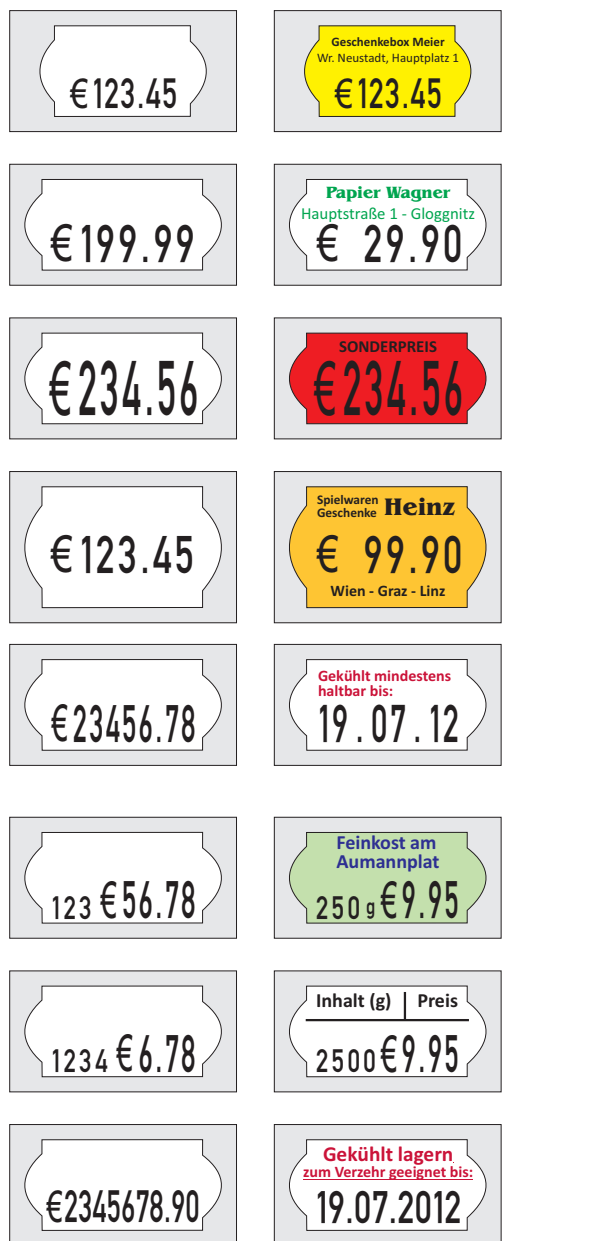 €123.45
Geschenkebox Meier
Wr. Neustadt, Hauptplatz 1
€123.45
€199.99
Papier Wagner
Hauptstraße 1 - Gloggnitz
€ 29.90
€234.56
SONDERPREIS
€234.56
€123.45
Spielwaren
Geschenke Heinz
€ 99.90
Wien - Graz - Linz
€23456.78
Gekühlt mindestens
haltbar bis:
19.07.12
123 €56.78
Feinkost am
Aumannplat
250g €9.95
1234 €6.78
Inhalt (g) | Preis
2500 €9.95
€2345678.90
Gekühlt lagern
zum Verzehr geeignet bis:
19.07.2012